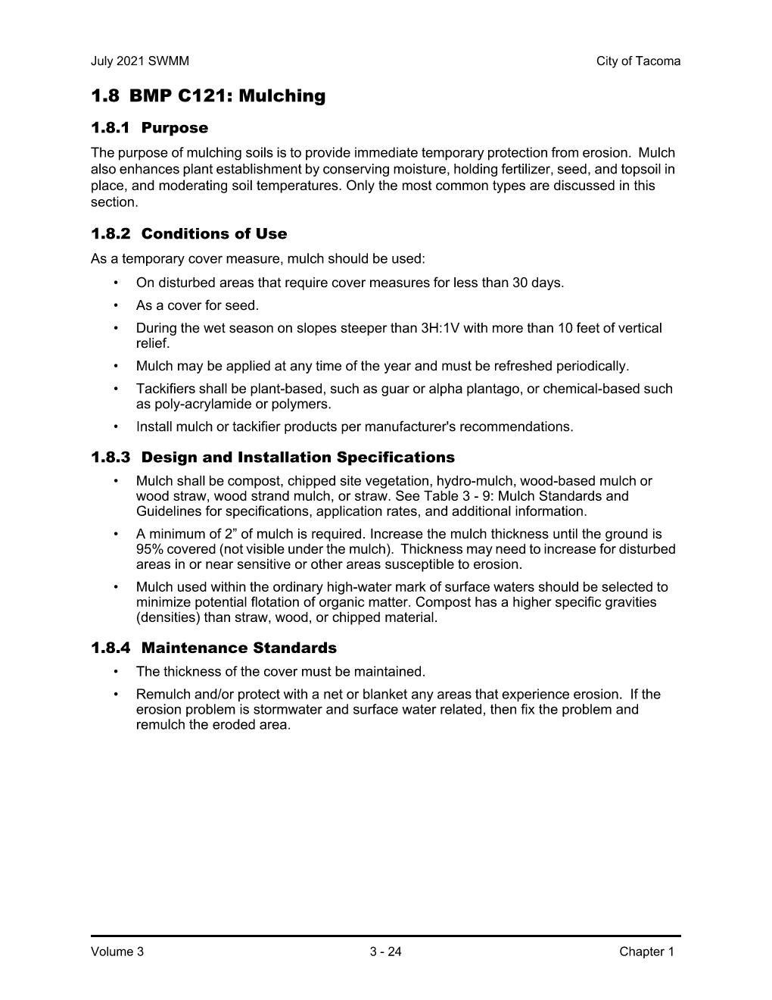 July 2021 SWMM
City of Tacoma
1.8 BMP C121: Mulching
1.8.1 Purpose
The purpose of mulching soils is to provide immediate temporary protection from erosion. Mulch
also enhances plant establishment by conserving moisture, holding fertilizer, seed, and topsoil in
place, and moderating soil temperatures. Only the most common types are discussed in this
section.
1.8.2 Conditions of Use
As a temporary cover measure, mulch should be used:
• On disturbed areas that require cover measures for less than 30 days.
• As a cover for seed.
• During the wet season on slopes steeper than 3H:1V with more than 10 feet of vertical
relief.
• Mulch may be applied at any time of the year and must be refreshed periodically.
• Tackifiers shall be plant-based, such as guar or alpha plantago, or chemical-based such
as poly-acrylamide or polymers.
• Install mulch or tackifier products per manufacturer's recommendations.
1.8.3 Design and Installation Specifications
• Mulch shall be compost, chipped site vegetation, hydro-mulch, wood-based mulch or
wood straw, wood strand mulch, or straw. See Table 3 - 9: Mulch Standards and
Guidelines for specifications, application rates, and additional information.
• A minimum of 2” of mulch is required. Increase the mulch thickness until the ground is
95% covered (not visible under the mulch). Thickness may need to increase for disturbed
areas in or near sensitive or other areas susceptible to erosion.
• Mulch used within the ordinary high-water mark of surface waters should be selected to
minimize potential flotation of organic matter. Compost has a higher specific gravities
(densities) than straw, wood, or chipped material.
1.8.4 Maintenance Standards
• The thickness of the cover must be maintained.
• Remulch and/or protect with a net or blanket any areas that experience erosion. If the
erosion problem is stormwater and surface water related, then fix the problem and
remulch the eroded area.
Volume 3
3 - 24
Chapter 1